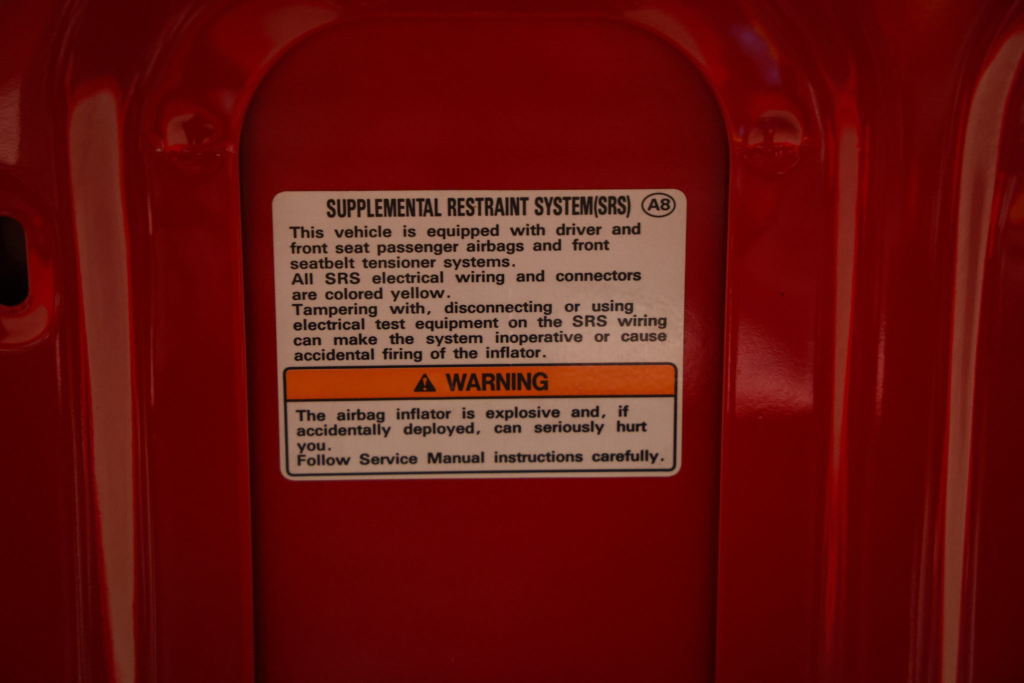 SUPPLEMENTAL RESTRAINT SYSTEM(SRS) A8
This vehicle is equipped with driver and
front seat passenger airbags and front
seatbelt tensioner systems.
All SRS electrical wiring and connectors
are colored yellow.
Tampering with, disconnecting or using
electrical test equipment on the SRS wiring
can make the system inoperative or cause
accidental firing of the inflator.
WARNING
The airbag inflator is explosive and, if
accidentally deployed, can seriously hurt
you.
Follow Service Manual instructions carefully.